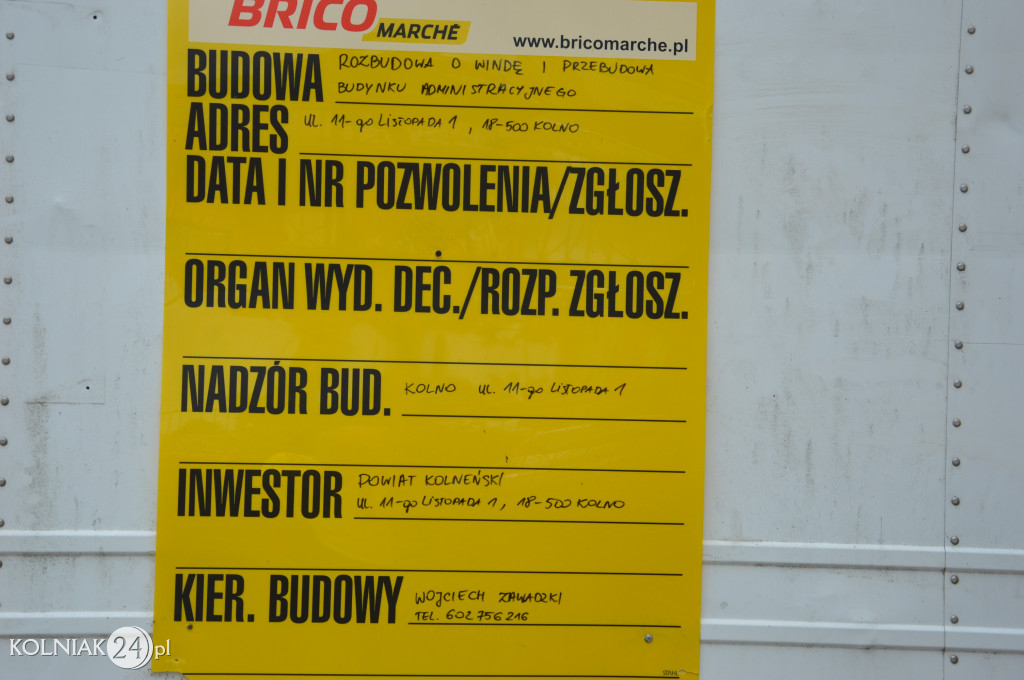 BRICO
MARCHÉ
www.bricomarche.pl
BUDOWA ROZBUDOWA O WINDĘ I PRZEBUDOWA
BUDYNKU ADMINISTRACYJNEGO
ADRES UL. 11-go LISTOPADA 1, 18-500 KOLNO
DATA I NR POZWOLENIA/ZGŁOSZ.
ORGAN WYD. DEC./ROZP. ZGŁOSZ.
NADZÓR BUD. KOLNO UL. 11-go LISTOPADA 1
INWESTOR POWIAT KOLNEŃSKI
UL. 11-go LISTOPADA 1, 18-500 KOLNO
KIER. BUDOWY WOJCIECH ZAWADZKI
TEL. 602 756 216
KOLNIAK24.pl